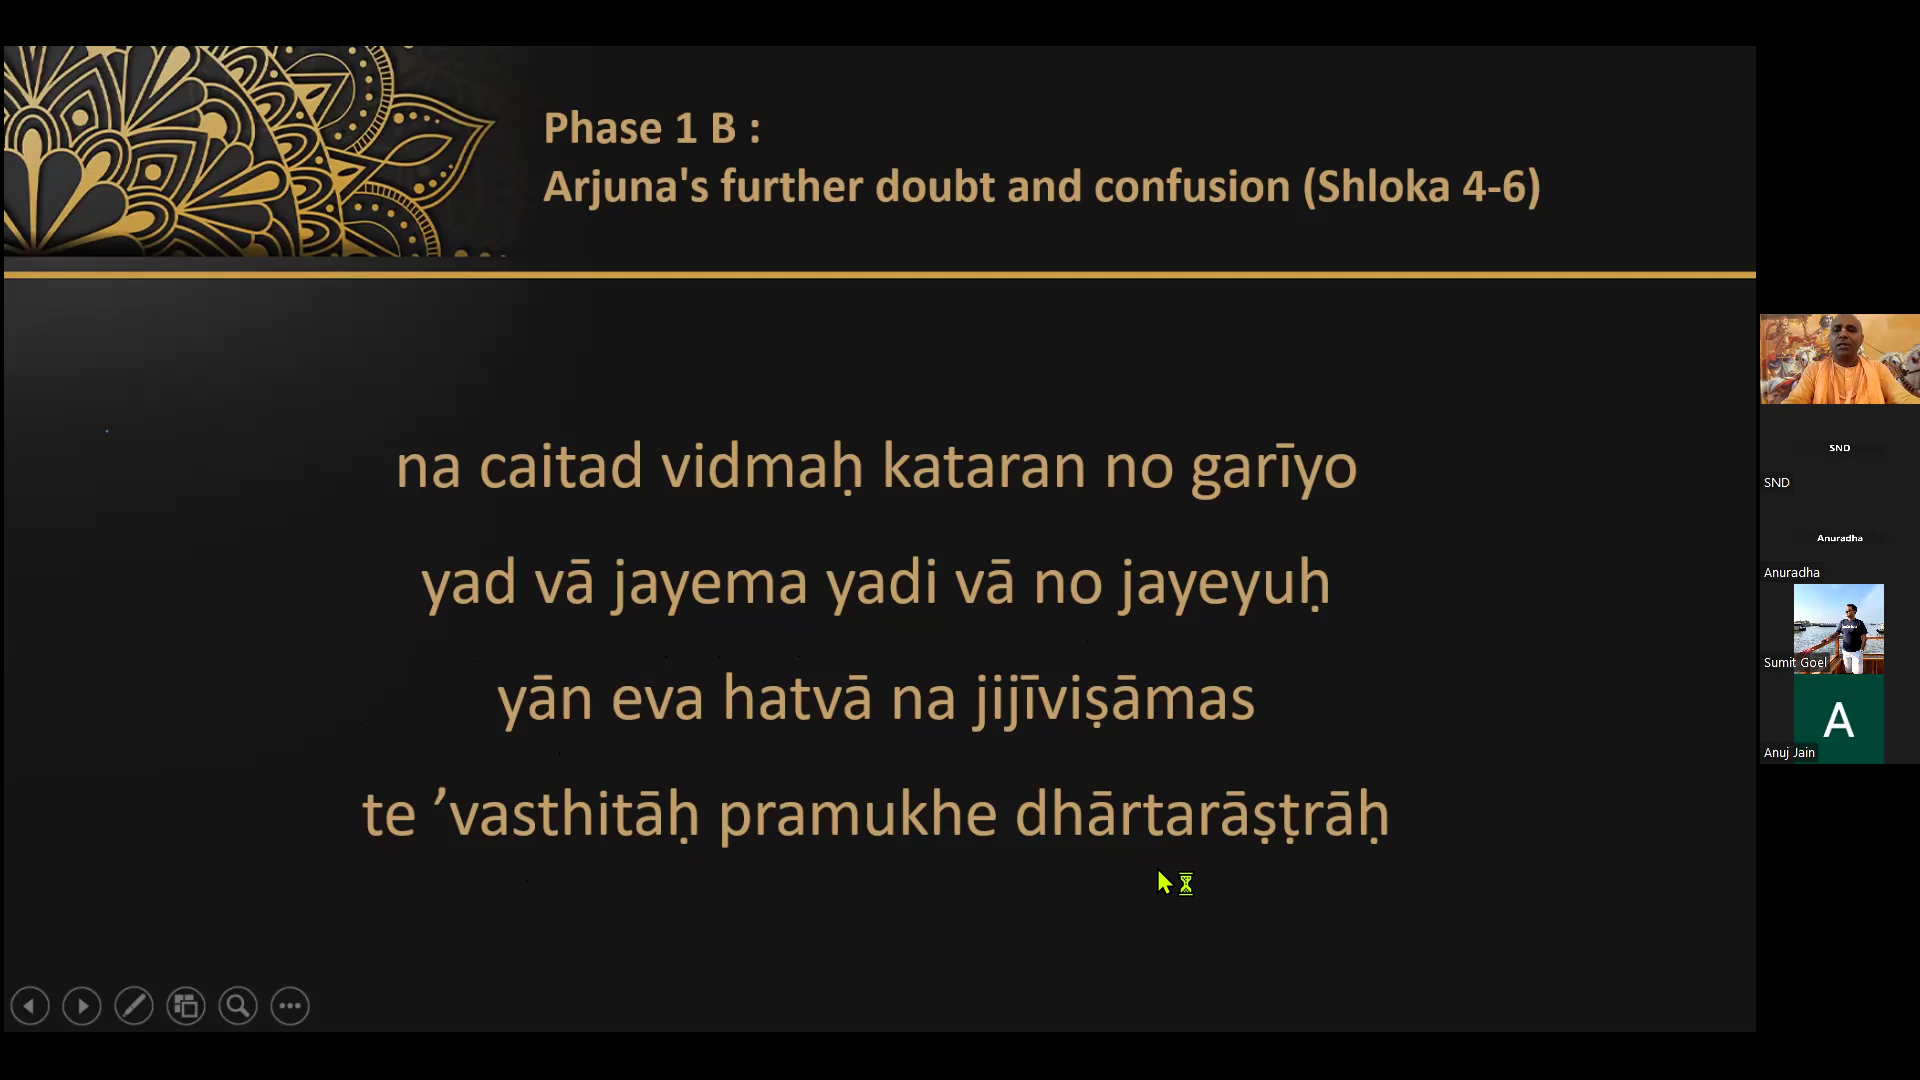 Phase 1 B :
Arjuna's further doubt and confusion (Shloka 4-6)
na caitad vidmaḥ kataran no garīyo
yad vā jayema yadi vā no jayeyuḥ
yān eva hatvā na jijīviṣāmas
te ’vasthitāḥ pramukhe dhārtarāṣṭrāḥ
SND
SND
Anuradha
Anuradha
Sumit Goel
A
Anuj Jain